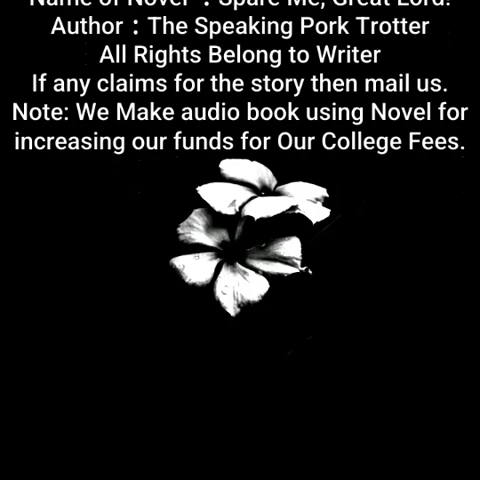 Name of Novel : Spare Me, Great Lord!
Author : The Speaking Pork Trotter
All Rights Belong to Writer
If any claims for the story then mail us.
Note: We Make audio book using Novel for
increasing our funds for Our College Fees.